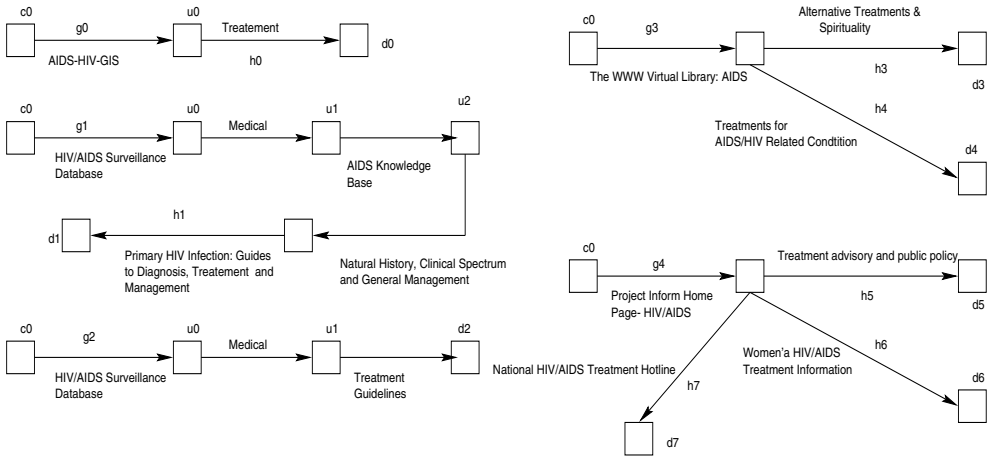 c0
g0
u0
Treatement
h0
d0
AIDS-HIV-GIS
c0
g1
u0
Medical
u1
u2
HIV/AIDS Surveillance
Database
AIDS Knowledge
Base
d1
h1
Primary HIV Infection: Guides
to Diagnosis, Treatement and
Management
Natural History, Clinical Spectrum
and General Management
c0
g2
u0
Medical
u1
d2
HIV/AIDS Surveillance
Database
Treatment
Guidelines
c0
g3
Alternative Treatments &
Spirituality
h3
d3
The WWW Virtual Library: AIDS
h4
Treatments for
AIDS/HIV Related Condtition
d4
c0
g4
Treatment advisory and public policy
h5
d5
Project Inform Home
Page- HIV/AIDS
h6
Women'a HIV/AIDS
Treatment Information
d6
National HIV/AIDS Treatment Hotline
h7
d7